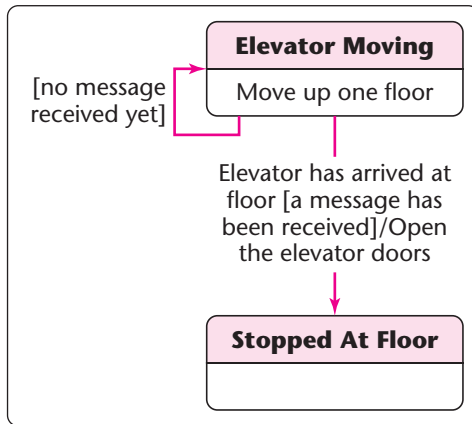 Elevator Moving
Move up one floor
[no message
received yet]
Elevator has arrived at
floor [a message has
been received]/Open
the elevator doors
Stopped At Floor